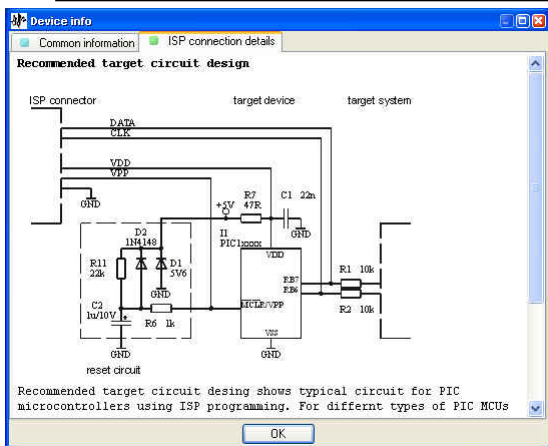 Device info
Common information
ISP connection details
Recommended target circuit design
ISP connector
target device
target system
DATA
CLK
VDD
VPP
GND
+5V
R7
47R
C1 22n
GND
D2
1N4148
I1
PIC1xxxx
VDD
R11
22k
D1
5V6
GND
RB7
RB6
R1 10k
R2 10k
C2
1u/10V
R6 1k
MCLR/VPP
VSS
GND
GND
reset circuit
Recommended target circuit desing shows typical circuit for PIC
microcontrollers using ISP programming. For differnt types of PIC MCUs
OK